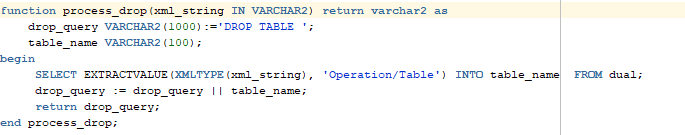 function process_drop(xml_string IN VARCHAR2) return varchar2 as
    drop_query VARCHAR2(1000):='DROP TABLE ';
    table_name VARCHAR2(100);
begin
     SELECT EXTRACTVALUE(XMLTYPE(xml_string), 'Operation/Table') INTO table_name  FROM dual;
     drop_query := drop_query || table_name;
     return drop_query;
end process_drop;